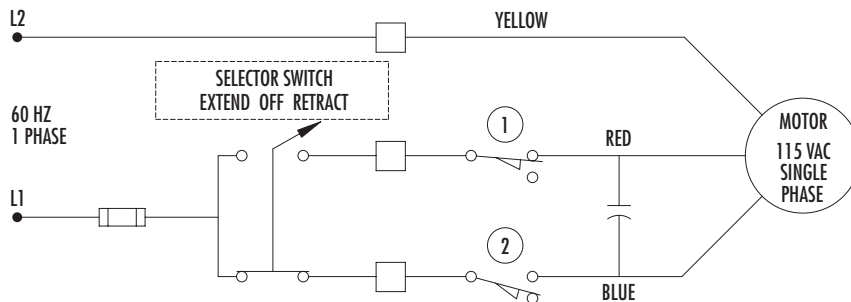 L2
YELLOW
SELECTOR SWITCH
EXTEND OFF RETRACT
60 HZ
1 PHASE
1
RED
MOTOR
115 VAC
SINGLE
PHASE
L1
2
BLUE